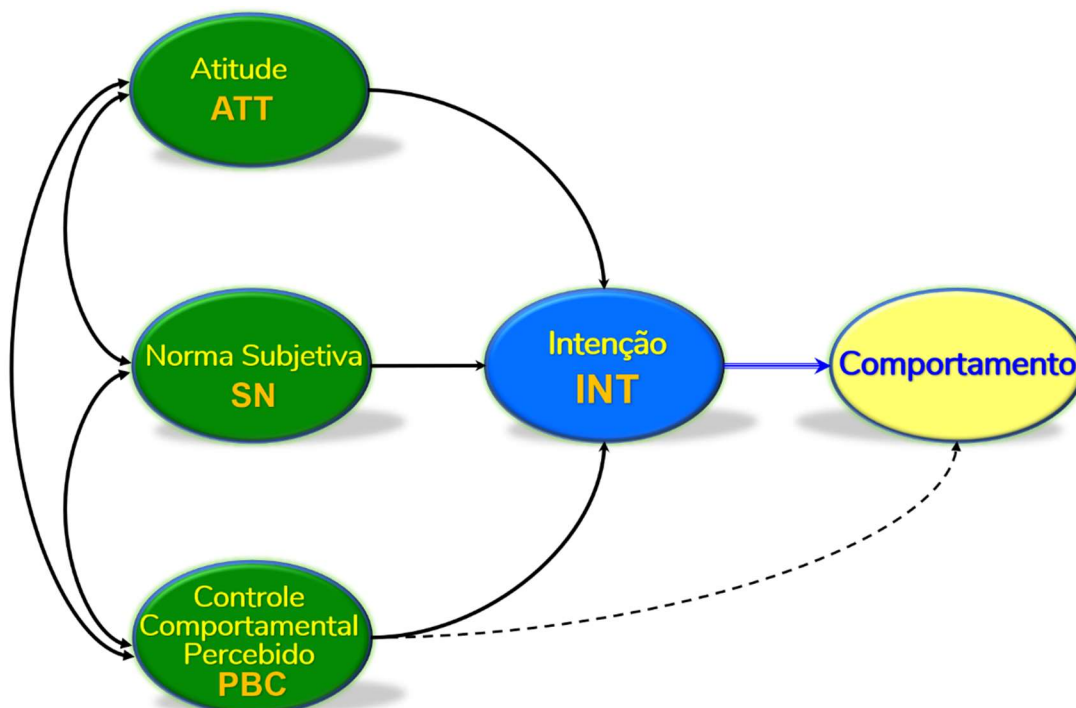 Atitude
ATT
Norma Subjetiva
SN
Intenção
INT
Comportamento
Controle
Comportamental
Percebido
PBC